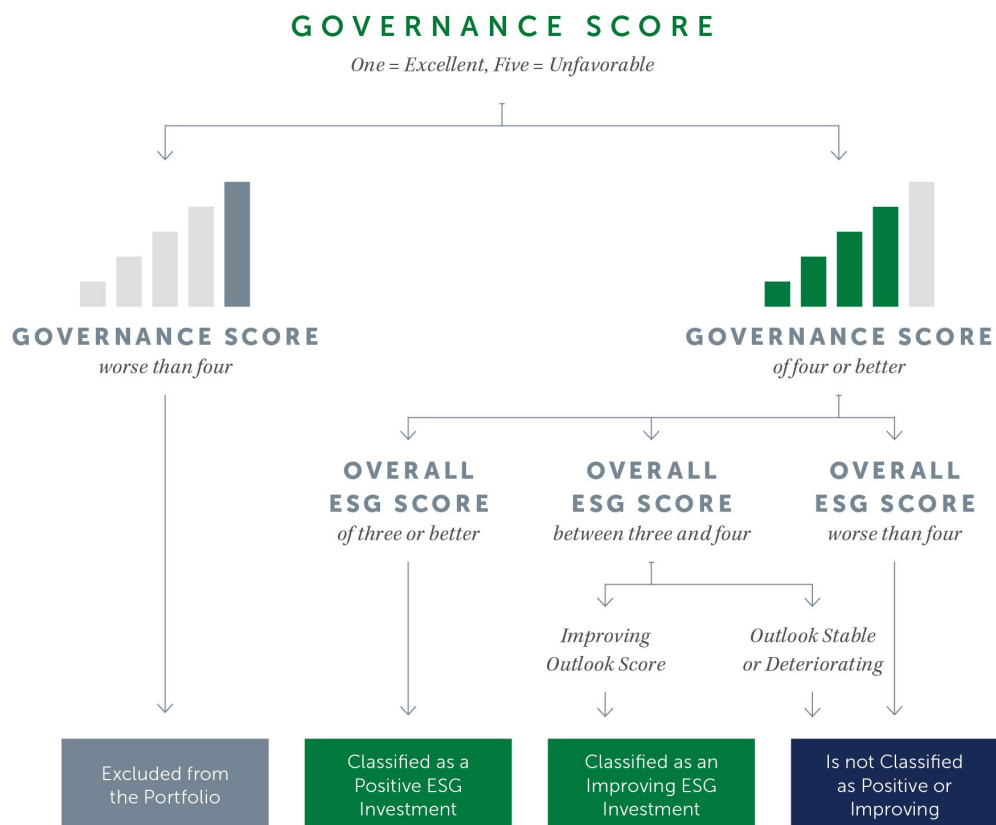 GOVERNANCE SCORE
One = Excellent, Five = Unfavorable
GOVERNANCE SCORE
worse than four
GOVERNANCE SCORE
of four or better
OVERALL
ESG SCORE
of three or better
OVERALL
ESG SCORE
between three and four
OVERALL
ESG SCORE
worse than four
Improving
Outlook Score
Outlook Stable
or Deteriorating
Excluded from
the Portfolio
Classified as a
Positive ESG
Investment
Classified as an
Improving ESG
Investment
Is not Classified
as Positive or
Improving